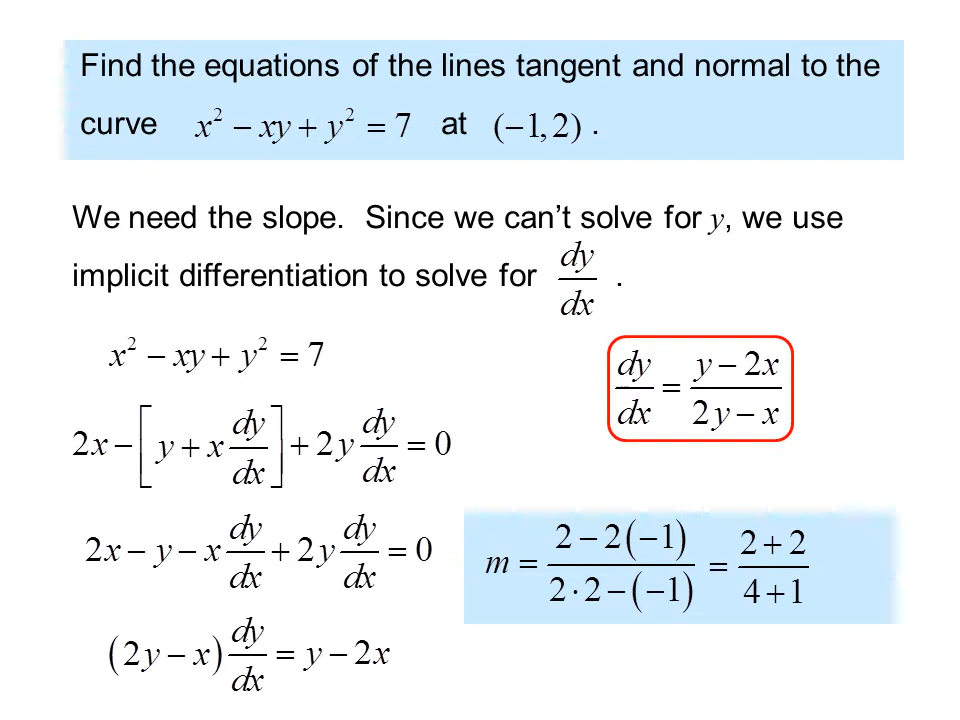 Find the equations of the lines tangent and normal to the
curve x² − xy + y² = 7 at (−1, 2) .
We need the slope. Since we can’t solve for y, we use
implicit differentiation to solve for dy/dx .
x² − xy + y² = 7
dy/dx = (y − 2x)/(2y − x)
2x − [y + x dy/dx] + 2y dy/dx = 0
2x − y − x dy/dx + 2y dy/dx = 0
m = (2 − 2(−1))/(2·2 − (−1)) = (2 + 2)/(4 + 1)
(2y − x) dy/dx = y − 2x